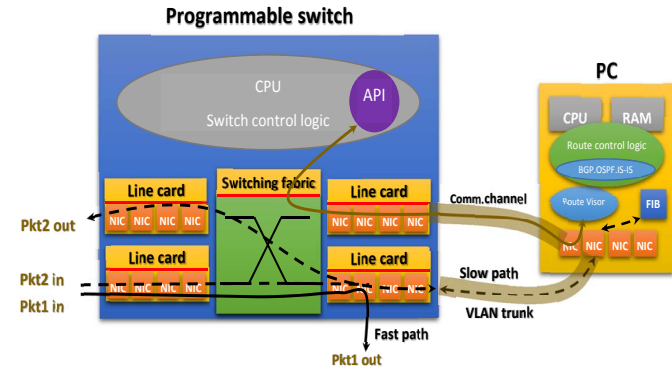 Programmable switch
CPU
API
Switch control logic
PC
CPU
RAM
Route control logic
BGP.OSPF.IS-IS
Route Visor
FIB
NIC
NIC
NIC
NIC
Line card
NIC
NIC
NIC
NIC
Switching fabric
Line card
NIC
NIC
NIC
NIC
Comm.channel
Pkt2 out
Line card
NIC
NIC
NIC
NIC
Line card
NIC
NIC
NIC
NIC
Pkt2 in
Pkt1 in
Slow path
VLAN trunk
Fast path
Pkt1 out